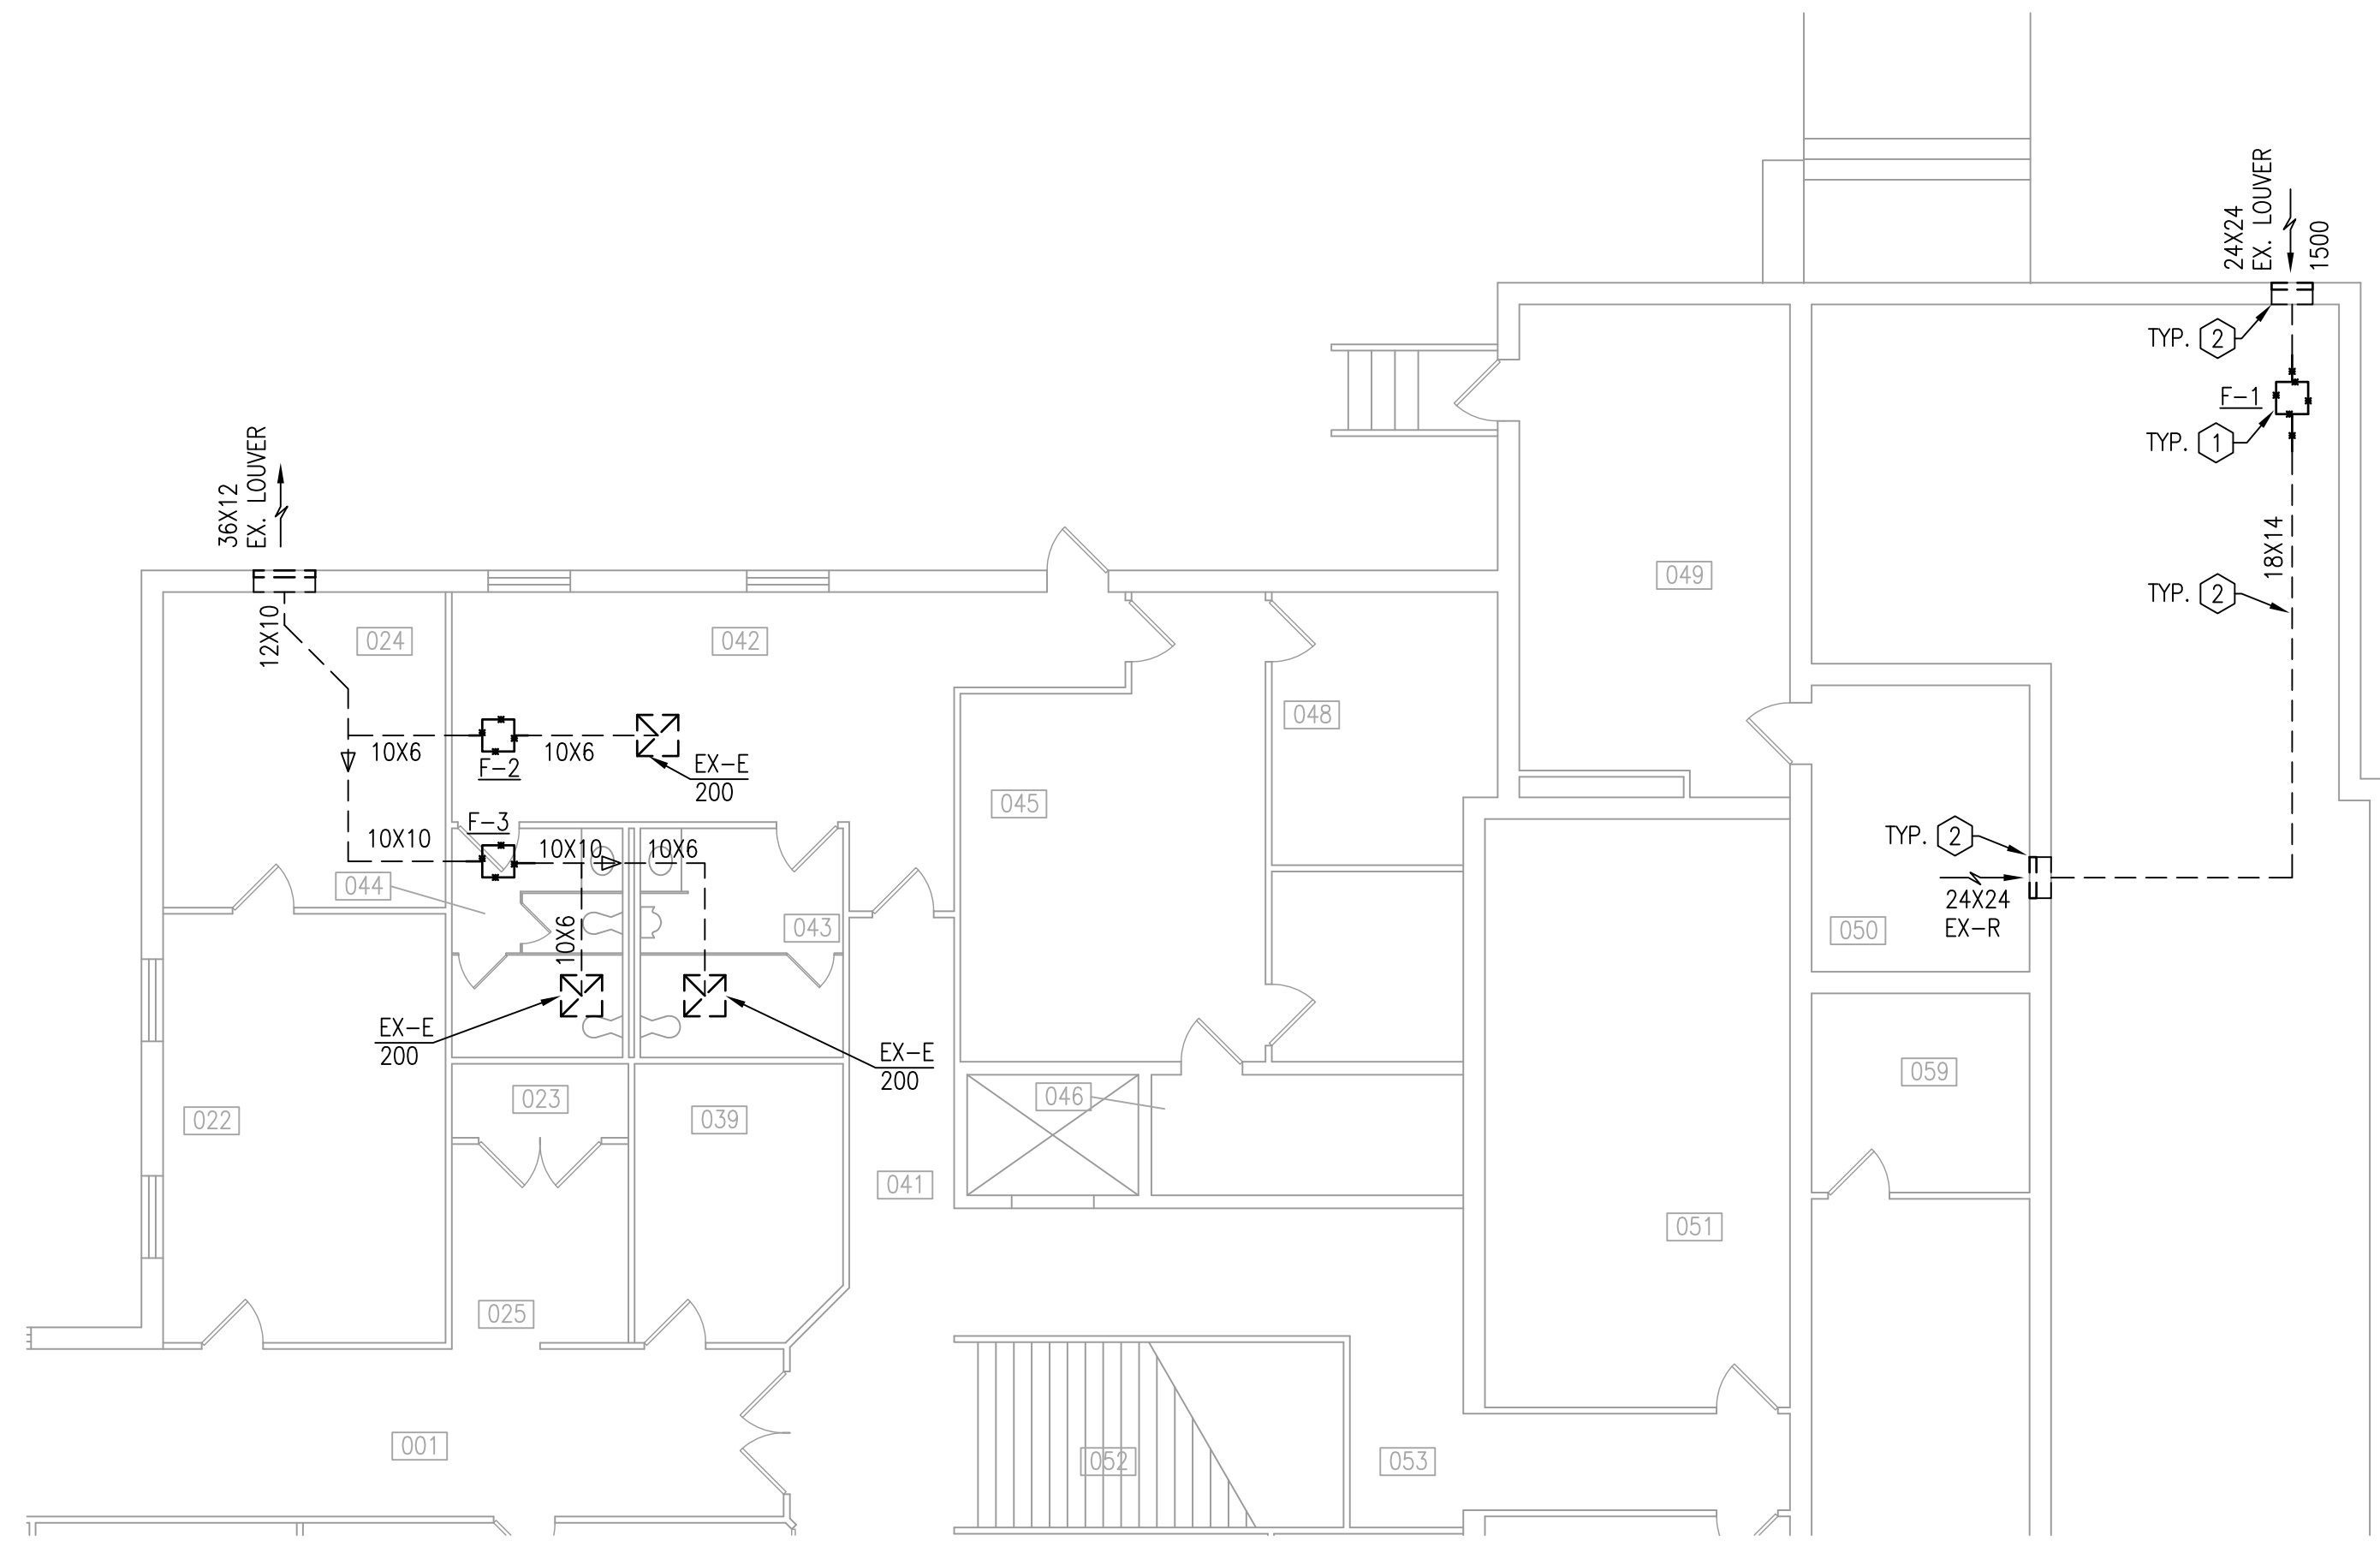 24X24
EX. LOUVER
1500
TYP. 2
F-1
TYP. 1
36X12
EX. LOUVER
18X14
049
TYP. 2
12X10
024
042
048
10X6
10X6
F-2
EX-E
200
045
F-3
10X10
10X10
10X6
TYP. 2
24X24
EX-R
044
043
050
10X6
EX-E
200
EX-E
200
059
023
046
022
039
041
051
025
001
052
053